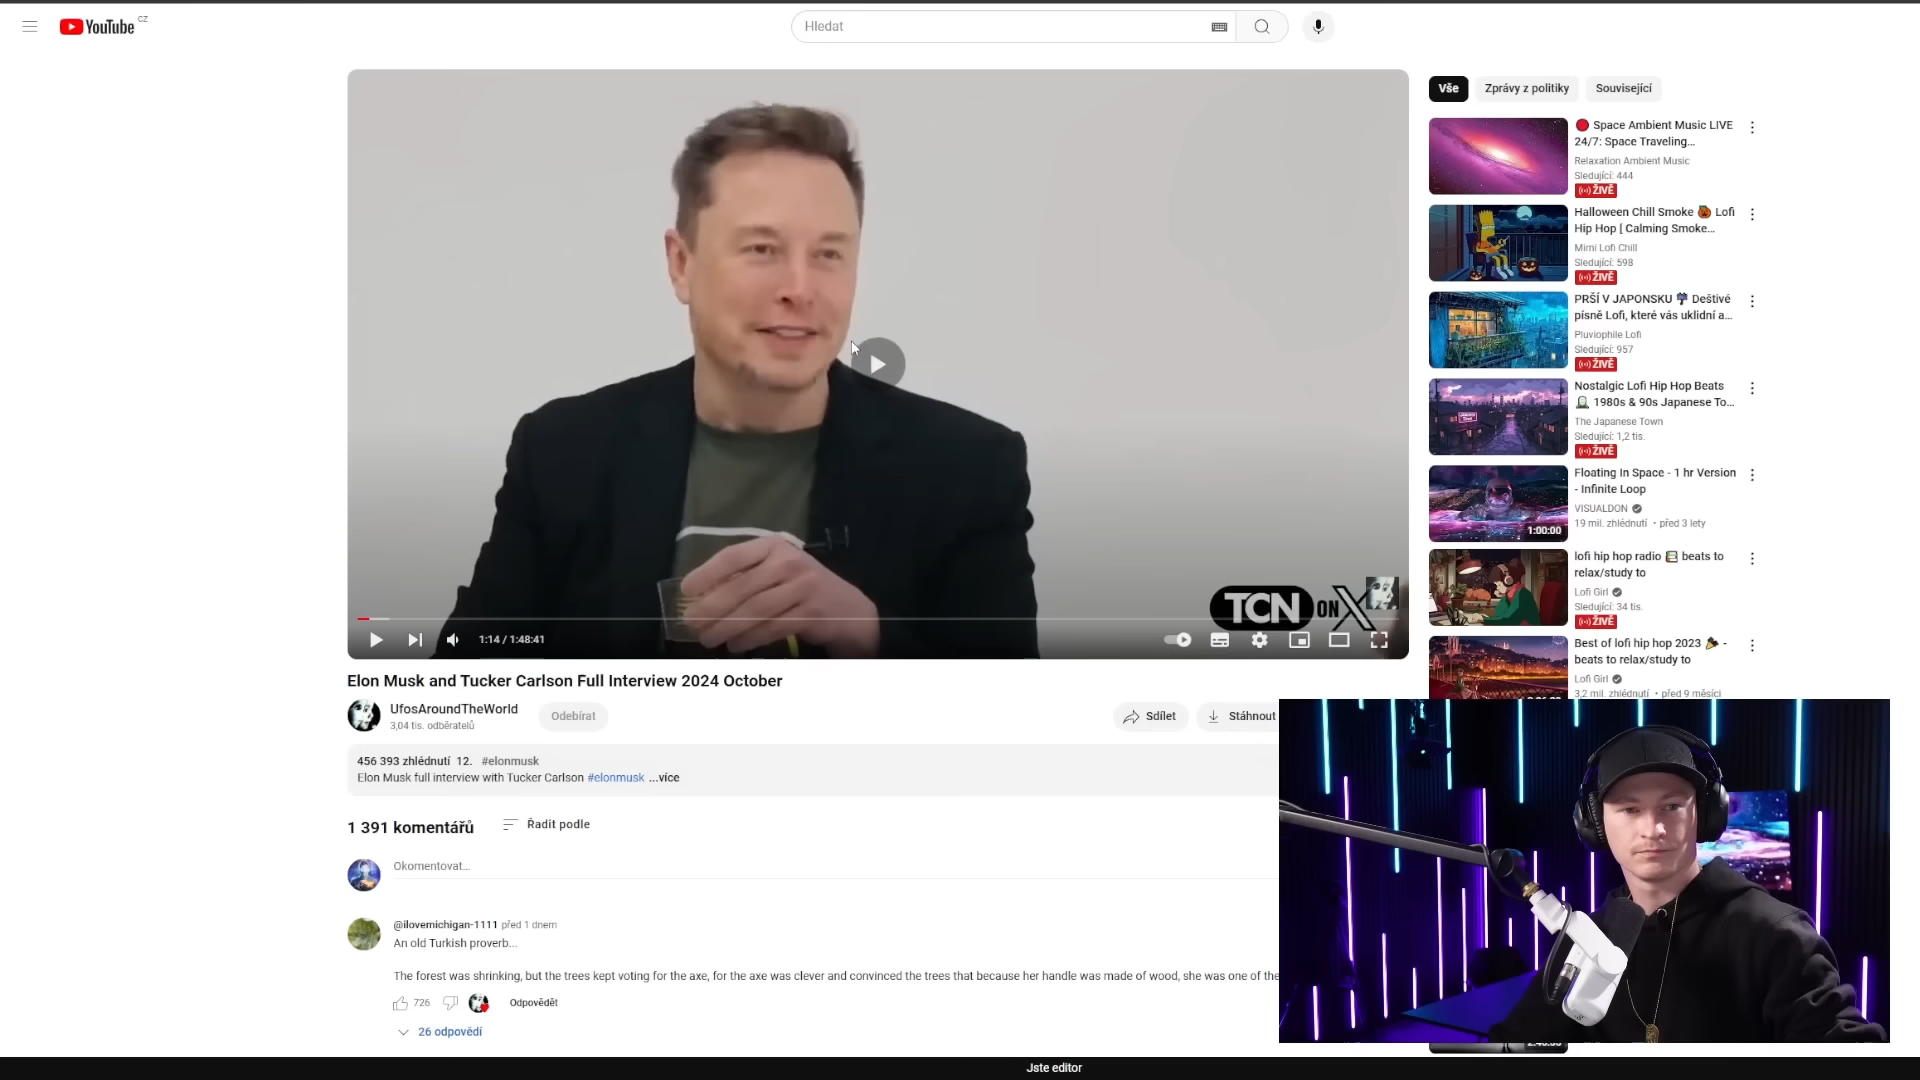 YouTube CZ
Hledat
TCN ON X
1:14 / 1:48:41
Elon Musk and Tucker Carlson Full Interview 2024 October
UfosAroundTheWorld
3,04 tis. odběratelů
Odebírat
Sdílet
Stáhnout
456 393 zhlédnutí 12. #elonmusk
Elon Musk full interview with Tucker Carlson #elonmusk ...více
1 391 komentářů
Řadit podle
Okomentovat...
@ilovemichigan-1111 před 1 dnem
An old Turkish proverb...
The forest was shrinking, but the trees kept voting for the axe, for the axe was clever and convinced the trees that because her handle was made of wood, she was one of the
726
Odpovědět
26 odpovědí
Vše
Zprávy z politiky
Související
Space Ambient Music LIVE
24/7: Space Traveling...
Relaxation Ambient Music
Sledující: 444
ŽIVĚ
Halloween Chill Smoke 🎃 Lofi
Hip Hop [ Calming Smoke...
Mimi Lofi Chill
Sledující: 598
ŽIVĚ
PRŠÍ V JAPONSKU Deštivé
písně Lofi, které vás uklidní a...
Pluviophile Lofi
Sledující: 957
ŽIVĚ
Nostalgic Lofi Hip Hop Beats
1980s & 90s Japanese To...
The Japanese Town
Sledující: 1,2 tis.
ŽIVĚ
1:00:00
Floating In Space - 1 hr Version
- Infinite Loop
VISUALDON
19 mil. zhlédnutí • před 3 lety
lofi hip hop radio 📚 beats to
relax/study to
Lofi Girl
Sledující: 34 tis.
ŽIVĚ
Best of lofi hip hop 2023 🎉 -
beats to relax/study to
Lofi Girl
3,2 mil. zhlédnutí • před 9 měsíci
Jste editor